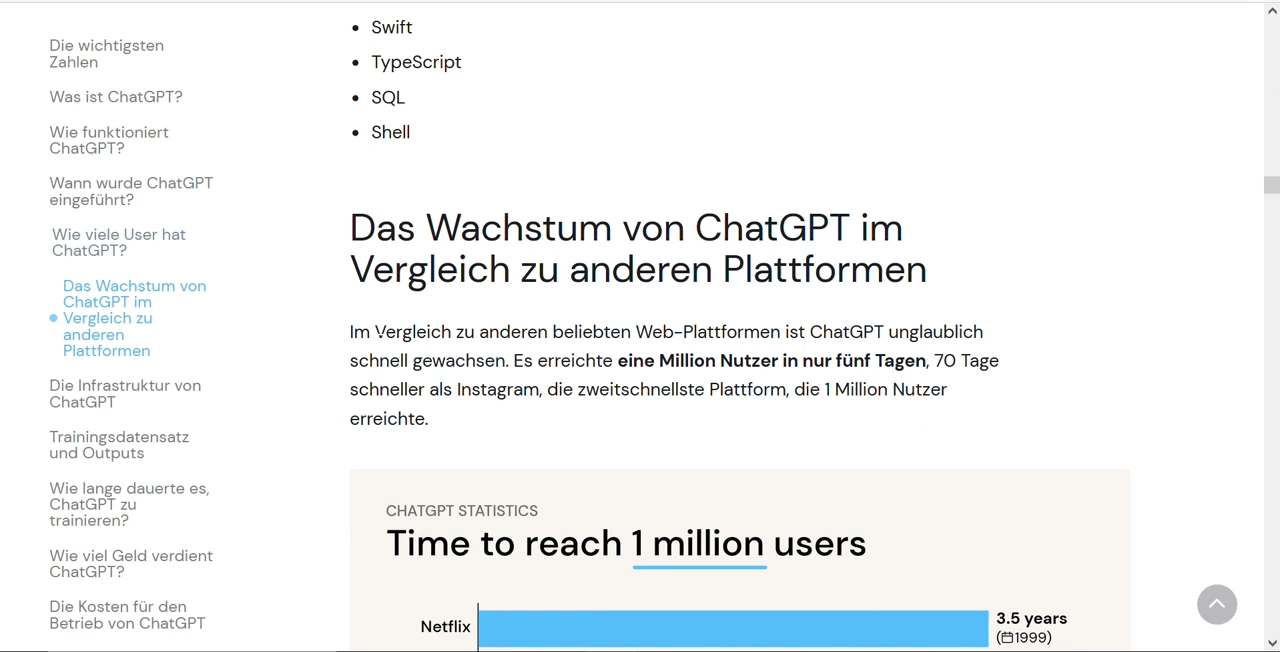 Die wichtigsten
Zahlen
Was ist ChatGPT?
Wie funktioniert
ChatGPT?
Wann wurde ChatGPT
eingeführt?
Wie viele User hat
ChatGPT?
Das Wachstum von
ChatGPT im
Vergleich zu
anderen
Plattformen
Die Infrastruktur von
ChatGPT
Trainingsdatensatz
und Outputs
Wie lange dauerte es,
ChatGPT zu
trainieren?
Wie viel Geld verdient
ChatGPT?
Die Kosten für den
Betrieb von ChatGPT
Swift
TypeScript
SQL
Shell
Das Wachstum von ChatGPT im
Vergleich zu anderen Plattformen
Im Vergleich zu anderen beliebten Web-Plattformen ist ChatGPT unglaublich
schnell gewachsen. Es erreichte eine Million Nutzer in nur fünf Tagen, 70 Tage
schneller als Instagram, die zweitschnellste Plattform, die 1 Million Nutzer
erreichte.
CHATGPT STATISTICS
Time to reach 1 million users
Netflix
3.5 years
(1999)